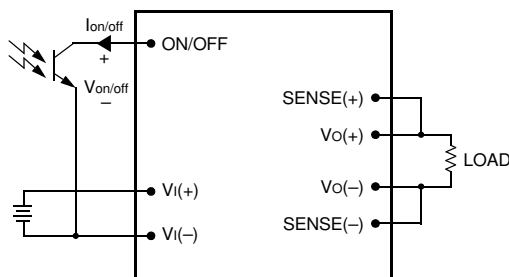 Ion/off
ON/OFF
+
Von/off
–
SENSE(+)
VO(+)
LOAD
VO(–)
SENSE(–)
VI(+)
VI(–)